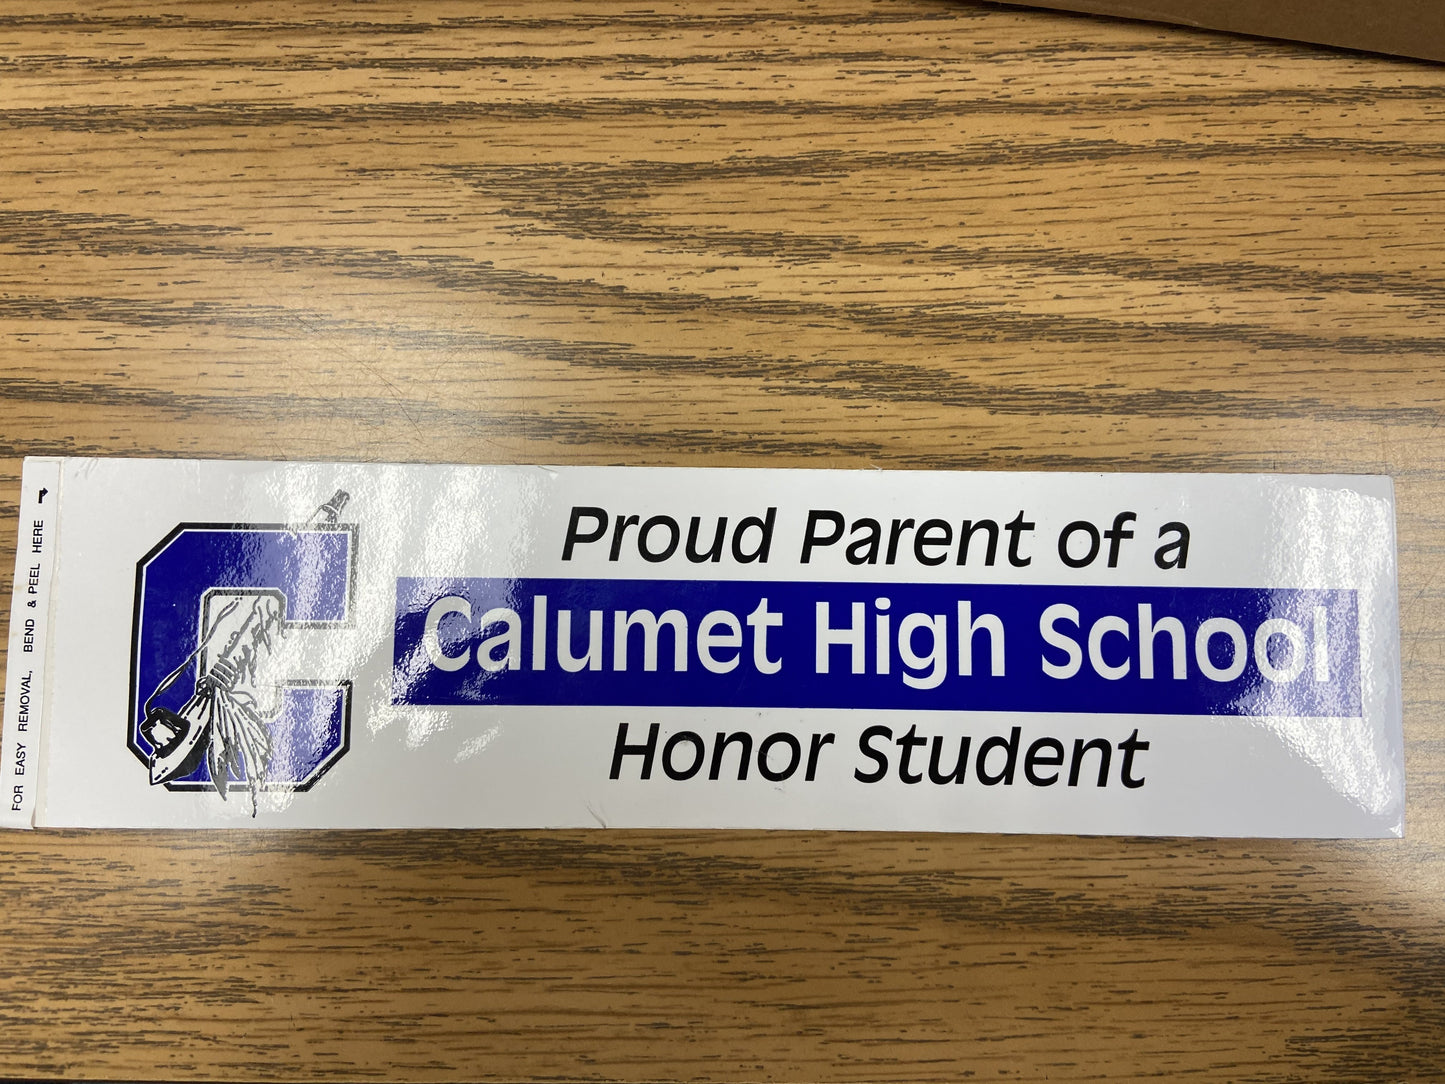 FOR EASY REMOVAL, BEND & PEEL HERE
C
Proud Parent of a
Calumet High School
Honor Student